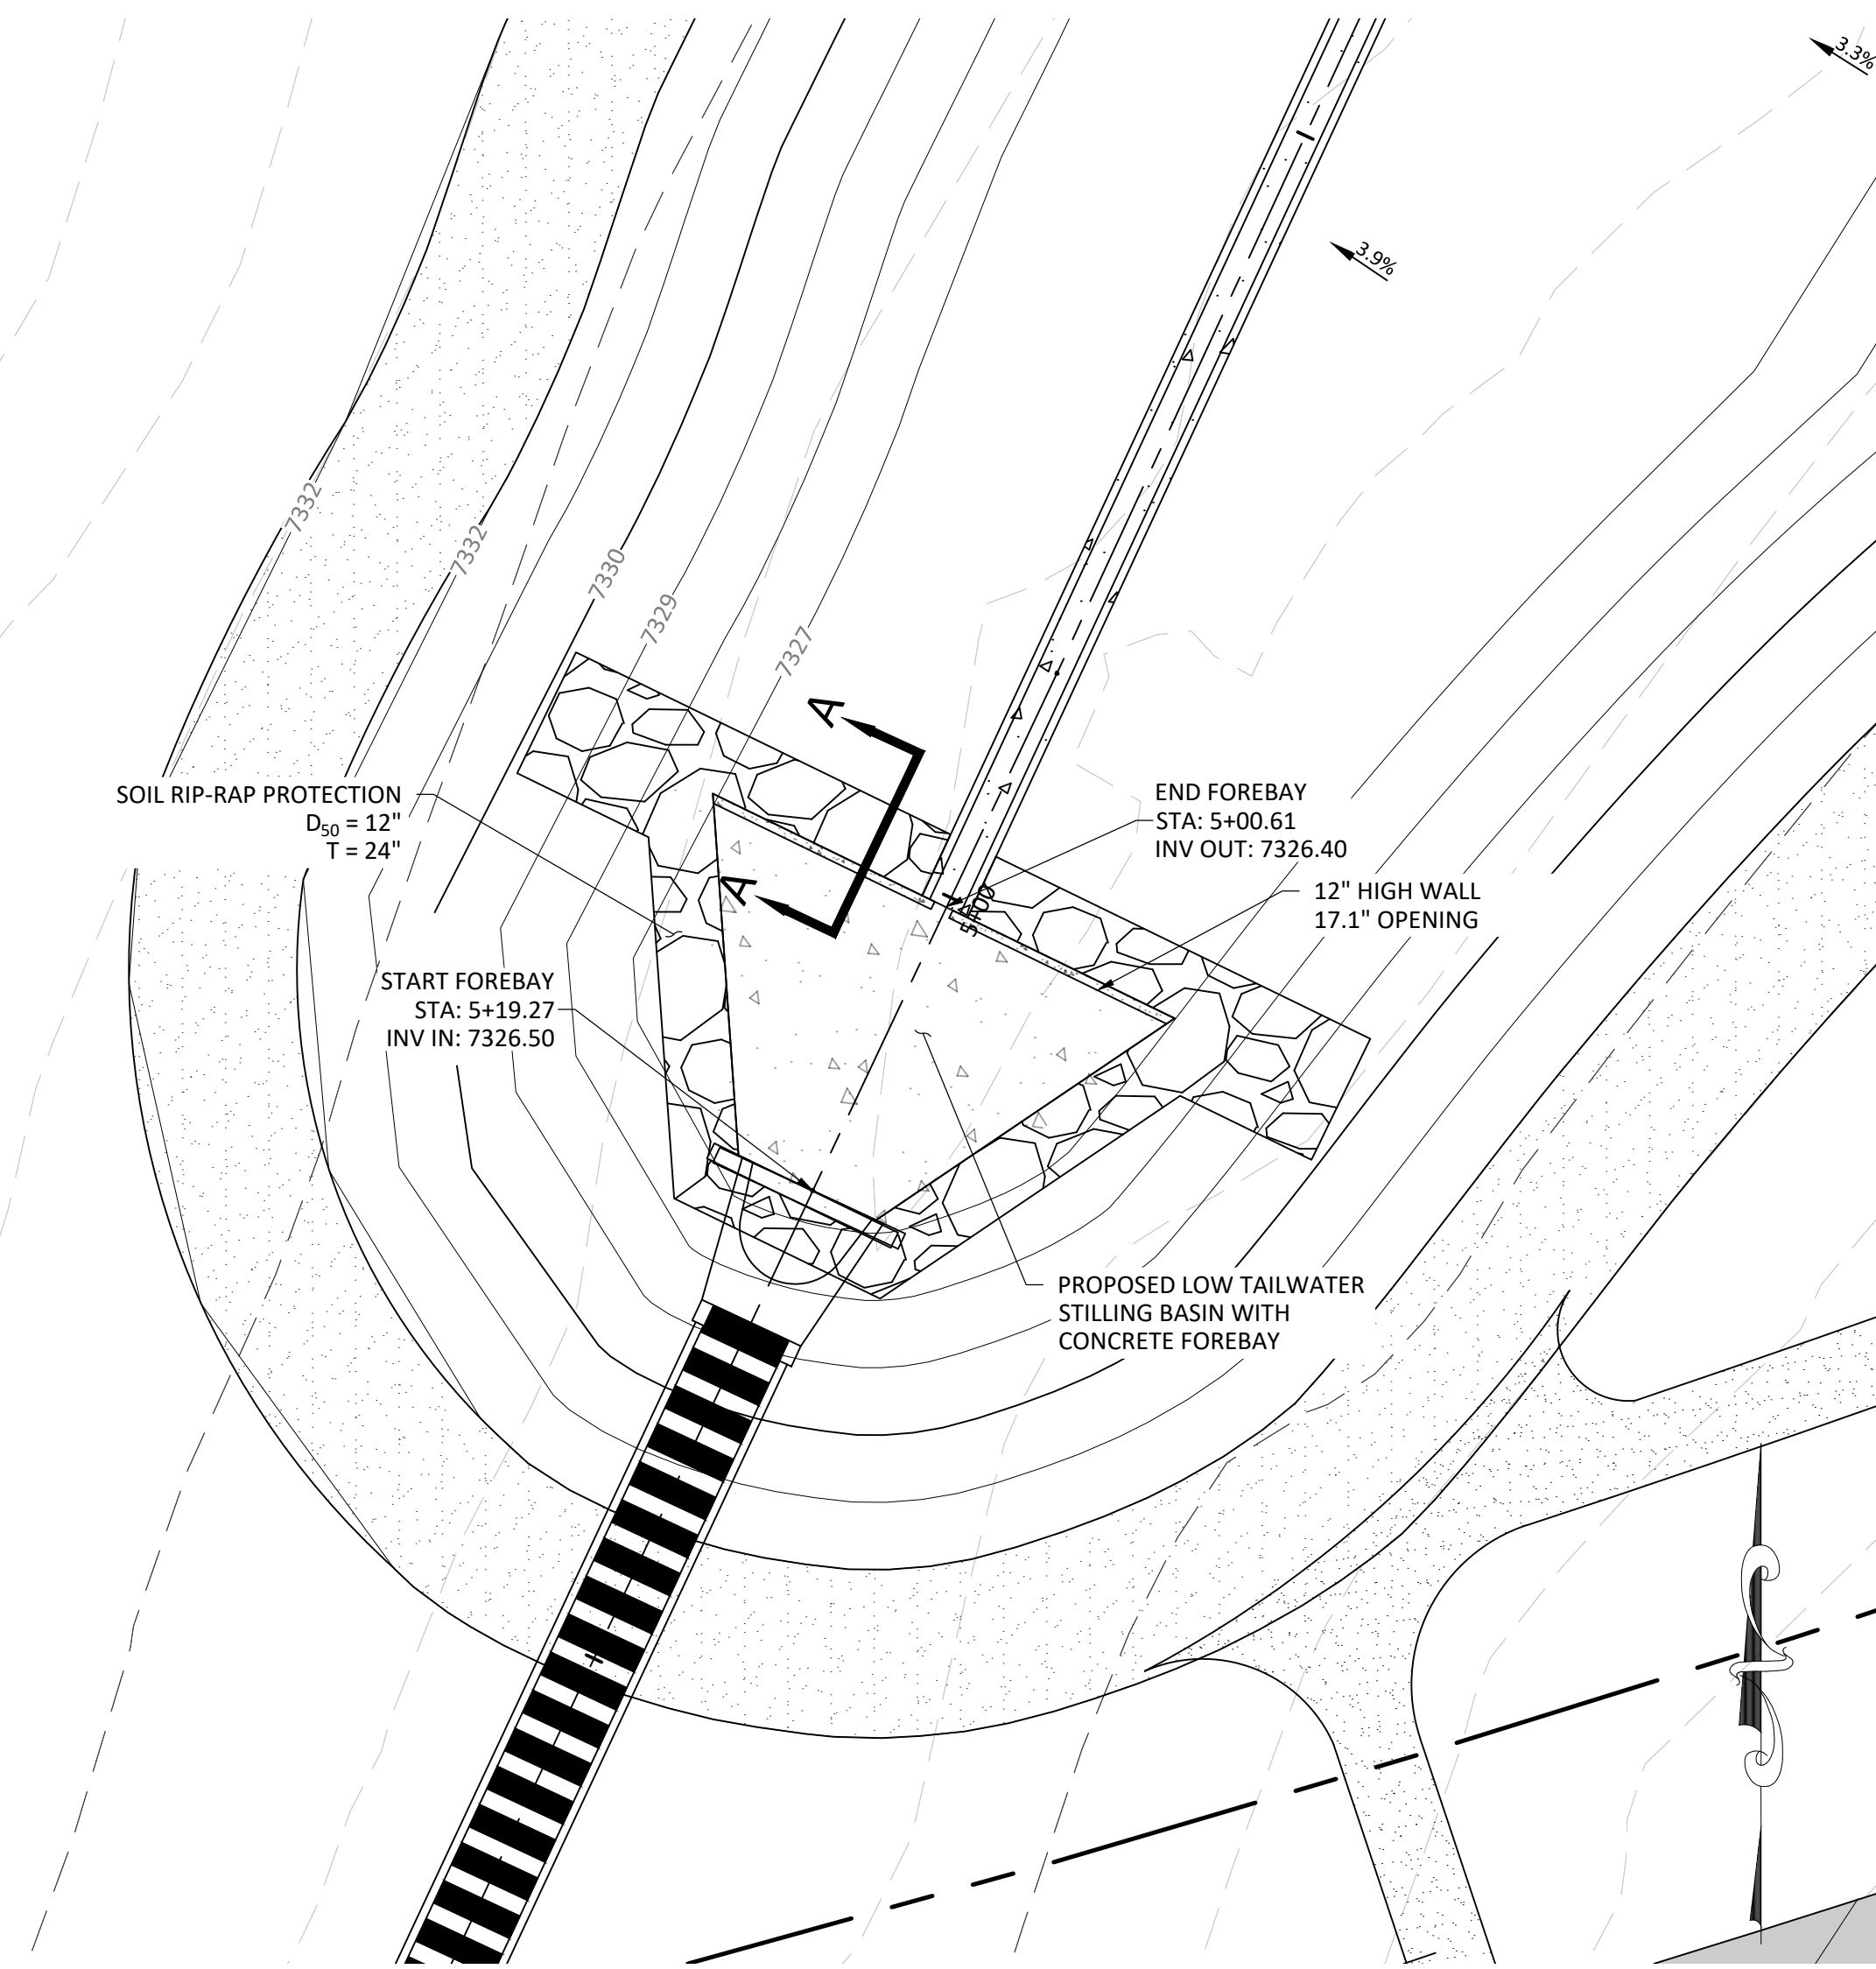 3.3%
3.9%
7332
7332
7330
7329
7327
A
A
SOIL RIP-RAP PROTECTION
D₅₀ = 12"
T = 24"
END FOREBAY
STA: 5+00.61
INV OUT: 7326.40
12" HIGH WALL
17.1" OPENING
5+00
START FOREBAY
STA: 5+19.27
INV IN: 7326.50
PROPOSED LOW TAILWATER
STILLING BASIN WITH
CONCRETE FOREBAY